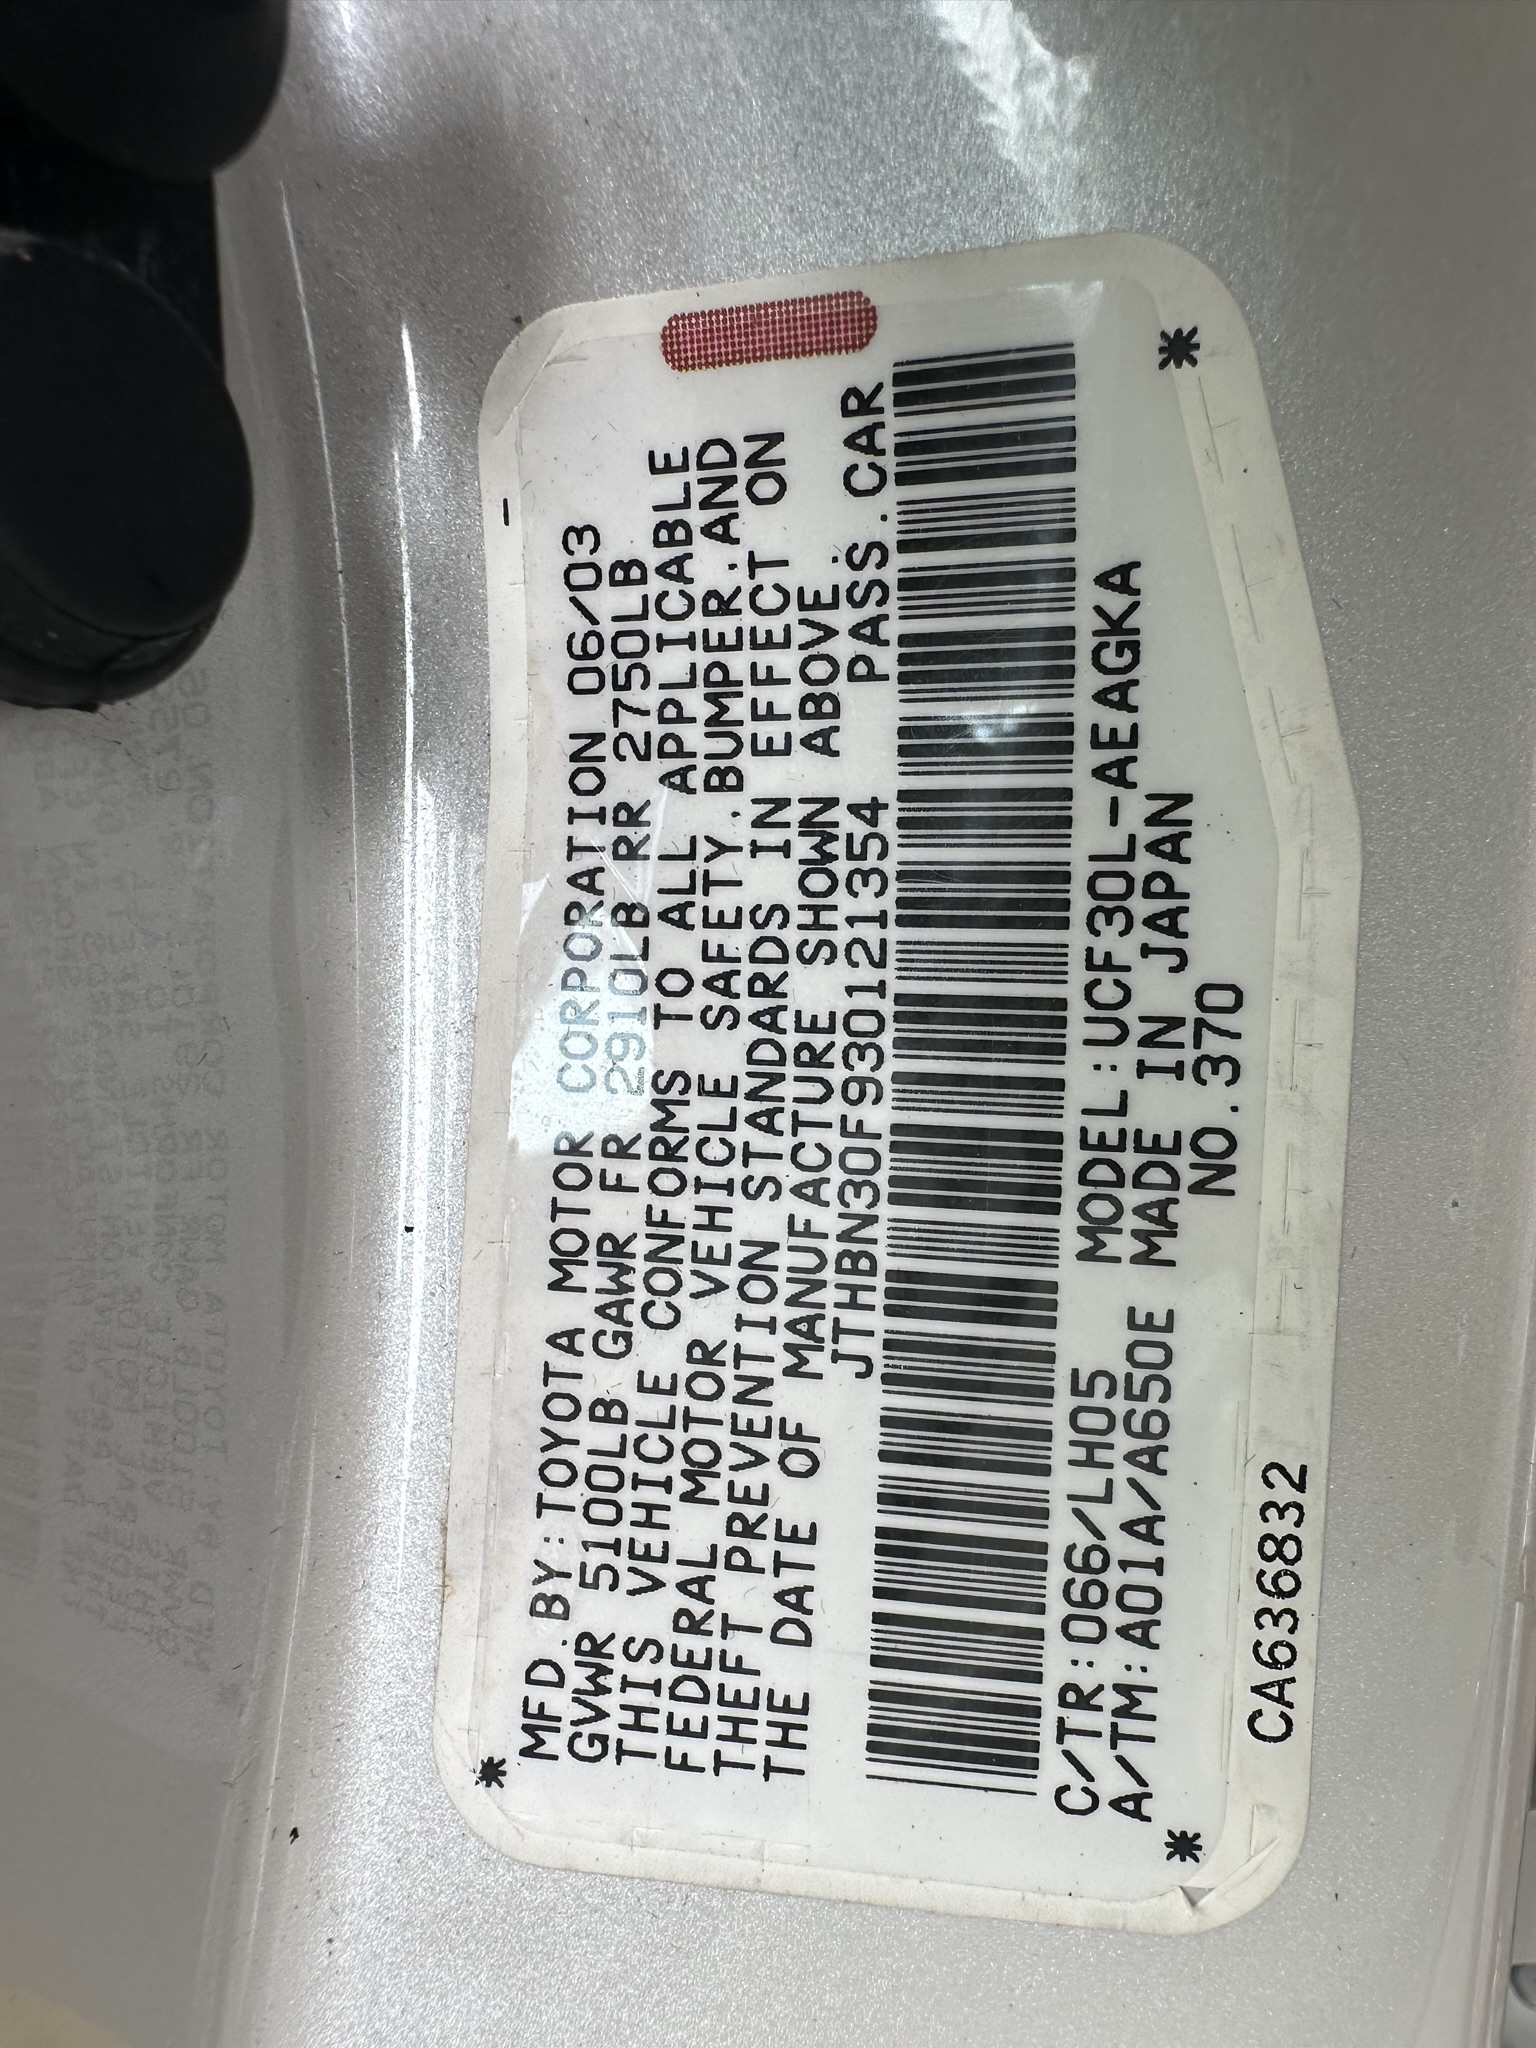 MFD.BY:TOYOTA MOTOR CORPORATION 06/03
GVWR 5100LB GAWR FR 2910LB RR 2750LB
THIS VEHICLE CONFORMS TO ALL APPLICABLE
FEDERAL MOTOR VEHICLE SAFETY.BUMPER.AND
THEFT PREVENTION STANDARDS IN EFFECT ON
THE DATE OF MANUFACTURE SHOWN ABOVE.
JTHBN30F930121354 PASS.CAR
C/TR:066/LH05 MODEL:UCF30L-AEAGKA
A/TM:A01A/A650E MADE IN JAPAN
NO.370
CA636832